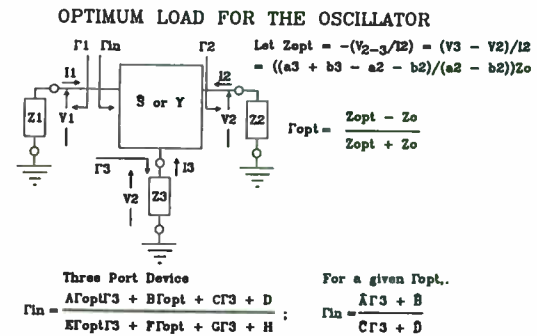 OPTIMUM LOAD FOR THE OSCILLATOR
Γ1 Γin Γ2
Let Zopt = -(V2-3/I2) = (V3 - V2)/I2
= ((a3 + b3 - a2 - b2)/(a2 - b2))Zo
I1 I2
Z1 V1 S or Y V2 Z2
Γopt = Zopt - Zo
Zopt + Zo
Γ3 I3
V2 Z3
Three Port Device
For a given Γopt,.
Γin = AΓoptΓ3 + BΓopt + CΓ3 + D ;
EΓoptΓ3 + FΓopt + GΓ3 + H
Γin = ÂΓ3 + B̂
ĈΓ3 + D̂